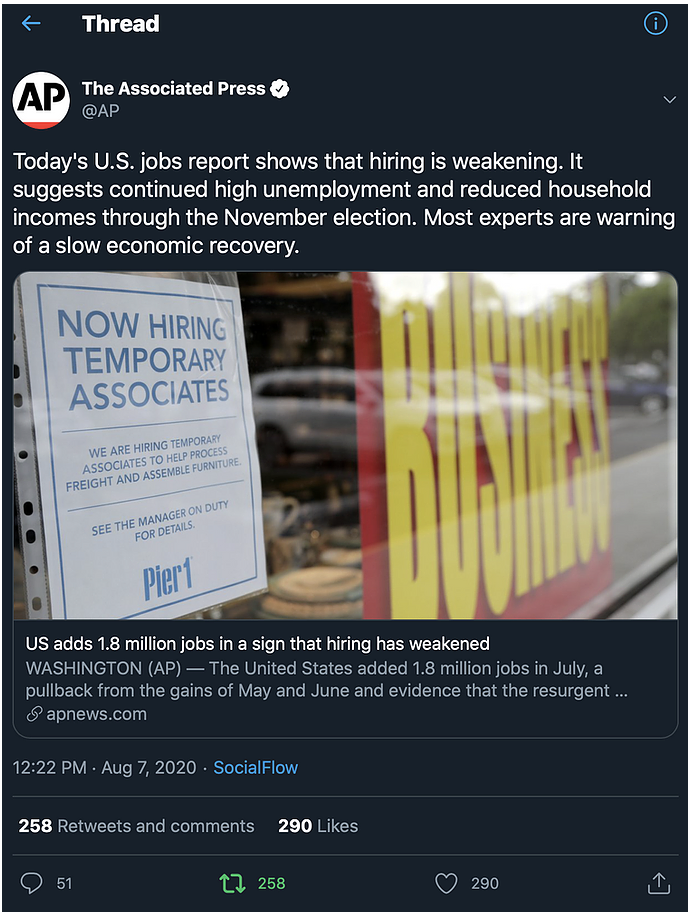 Thread
AP
The Associated Press
@AP
Today's U.S. jobs report shows that hiring is weakening. It
suggests continued high unemployment and reduced household
incomes through the November election. Most experts are warning
of a slow economic recovery.
NOW HIRING
TEMPORARY
ASSOCIATES
WE ARE HIRING TEMPORARY
ASSOCIATES TO HELP PROCESS
FREIGHT AND ASSEMBLE FURNITURE.
SEE THE MANAGER ON DUTY
FOR DETAILS.
Pier1
BUSINESS
US adds 1.8 million jobs in a sign that hiring has weakened
WASHINGTON (AP) — The United States added 1.8 million jobs in July, a
pullback from the gains of May and June and evidence that the resurgent ...
apnews.com
12:22 PM · Aug 7, 2020 · SocialFlow
258 Retweets and comments 290 Likes
51 258 290